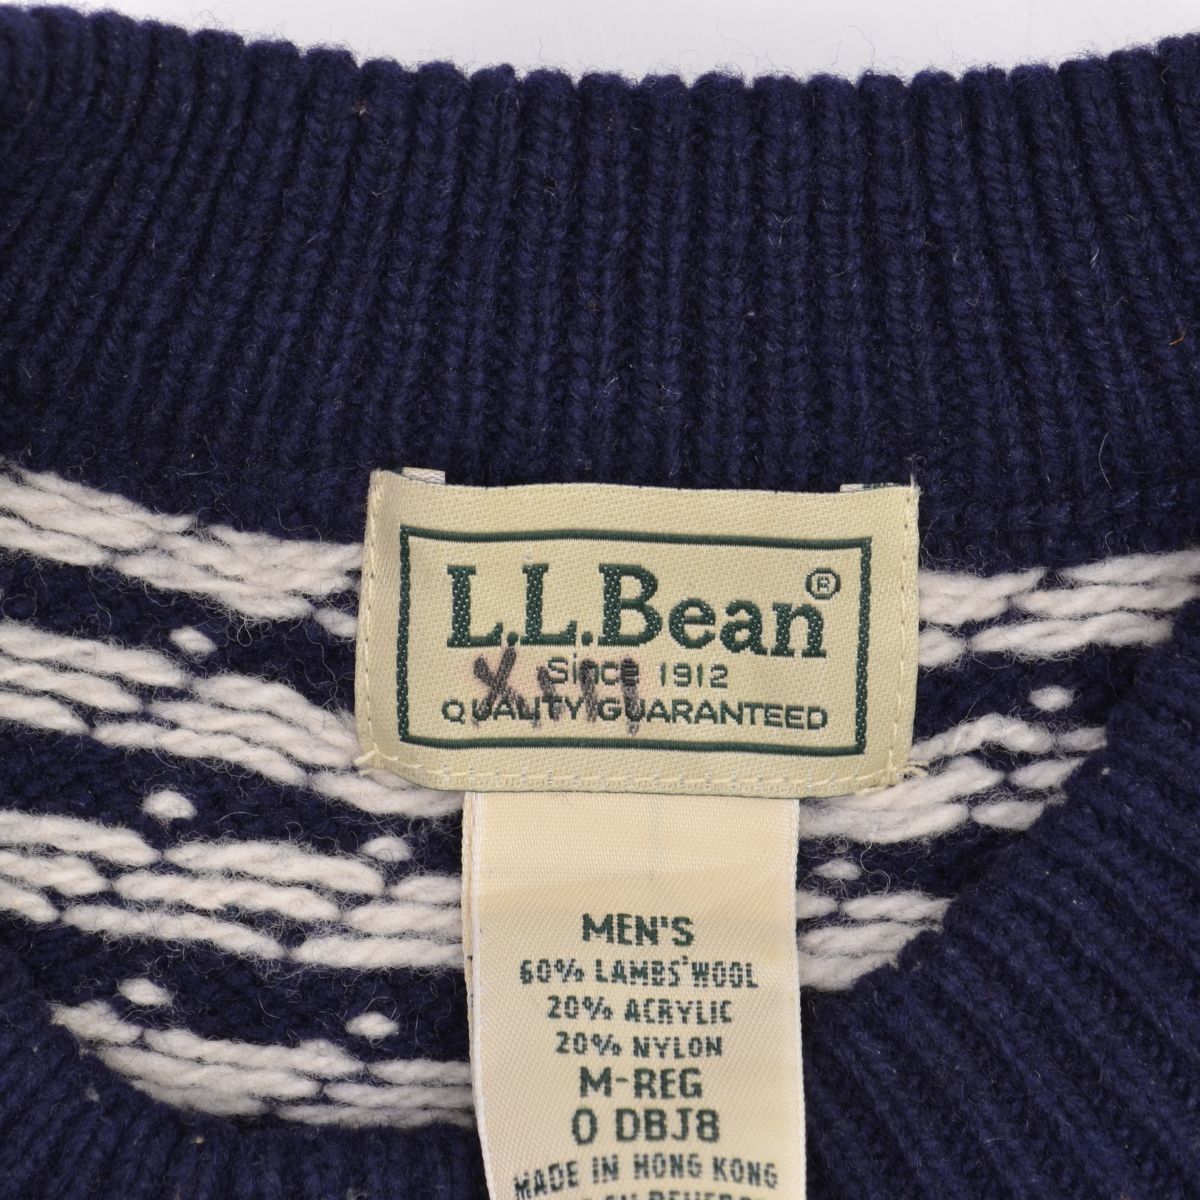 L.L.Bean®
Since 1912
QUALITY GUARANTEED
MEN'S
60% LAMBS' WOOL
20% ACRYLIC
20% NYLON
M-REG
0 DBJ8
MADE IN HONG KONG